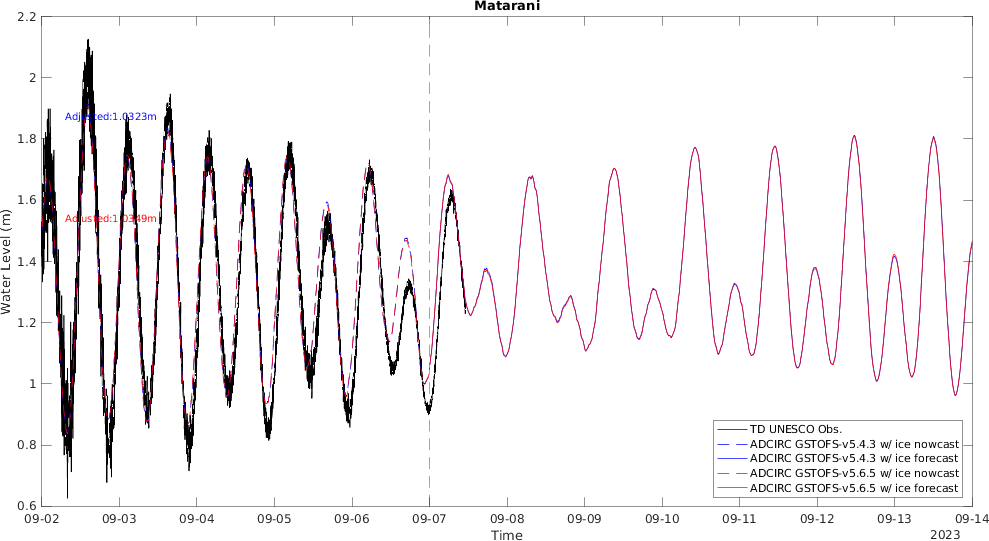 Matarani
2.2
2
1.8
1.6
1.4
1.2
1
0.8
0.6
Water Level (m)
Adjusted:1.0323m
Adjusted:1.0349m
09-02 09-03 09-04 09-05 09-06 09-07 09-08 09-09 09-10 09-11 09-12 09-13 09-14
Time
2023
TD UNESCO Obs.
ADCIRC GSTOFS-v5.4.3 w/ ice nowcast
ADCIRC GSTOFS-v5.4.3 w/ ice forecast
ADCIRC GSTOFS-v5.6.5 w/ ice nowcast
ADCIRC GSTOFS-v5.6.5 w/ ice forecast